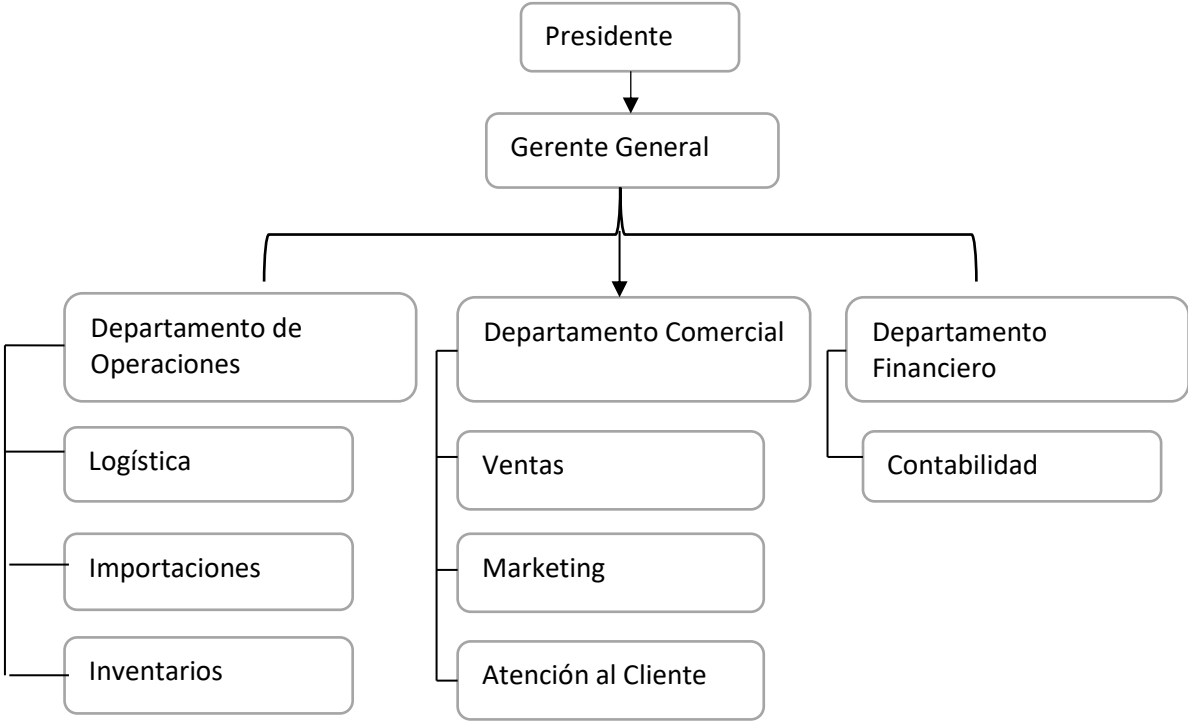 Presidente
Gerente General
Departamento de
Operaciones
Logística
Importaciones
Inventarios
Departamento Comercial
Ventas
Marketing
Atención al Cliente
Departamento
Financiero
Contabilidad